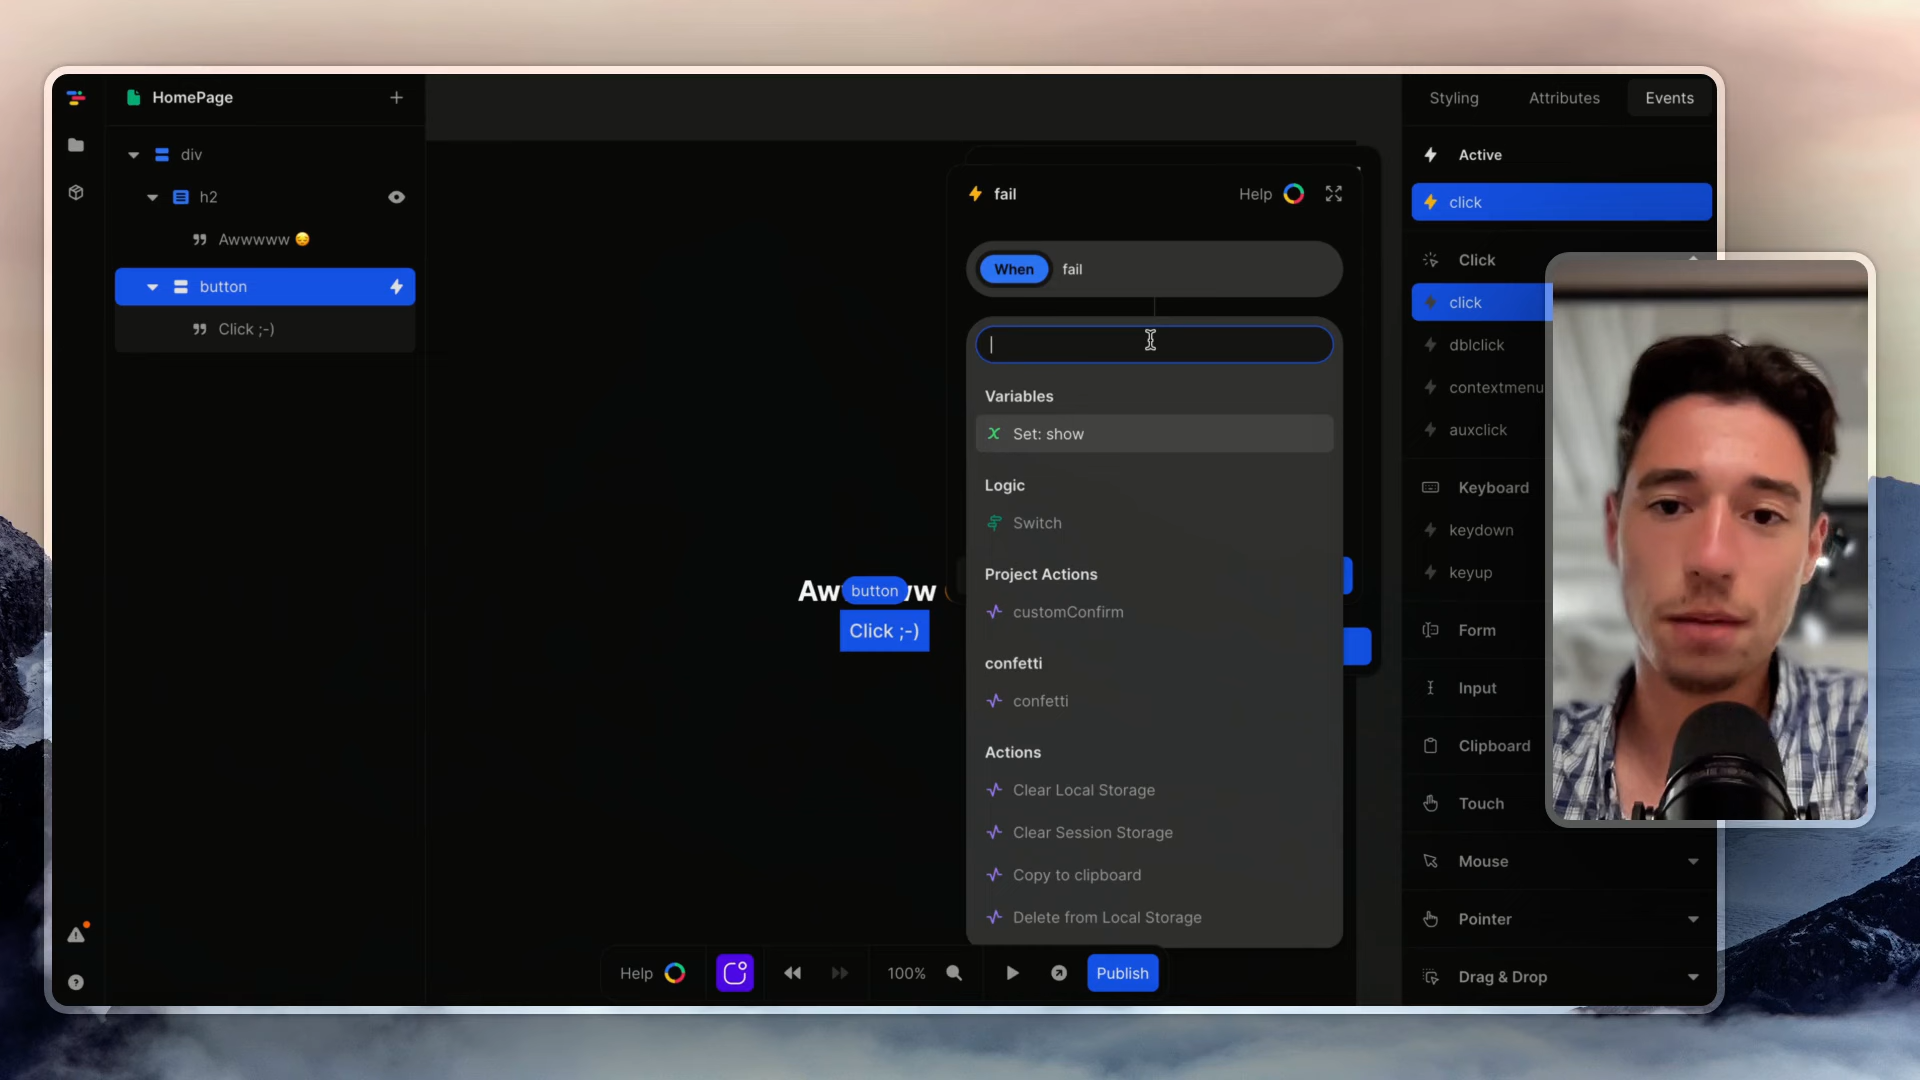 HomePage
div
h2
Awwwww 😔
button
Click ;-)
Aw
ww
button
Click ;-)
fail
Help
When
fail
Variables
Set: show
Logic
Switch
Project Actions
customConfirm
confetti
confetti
Actions
Clear Local Storage
Clear Session Storage
Copy to clipboard
Delete from Local Storage
Help
100%
Publish
Styling
Attributes
Events
Active
click
Click
click
dblclick
contextmenu
auxclick
Keyboard
keydown
keyup
Form
Input
Clipboard
Touch
Mouse
Pointer
Drag & Drop